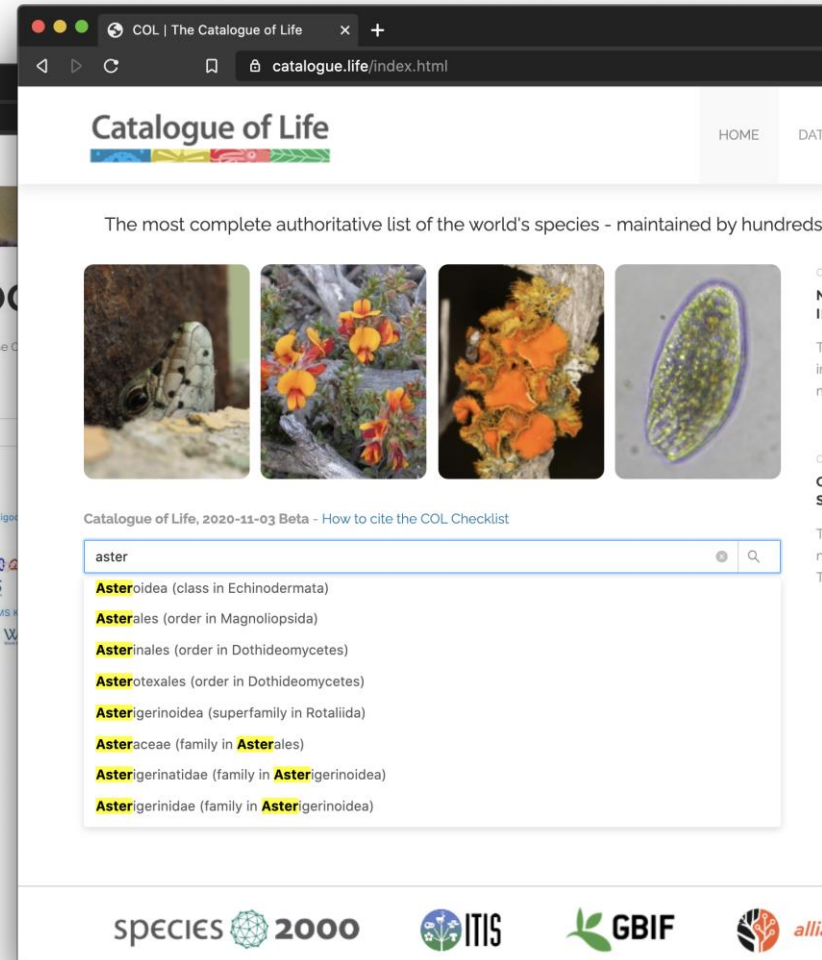 COL | The Catalogue of Life
catalogue.life/index.html
Catalogue of Life
HOME
The most complete authoritative list of the world's species - maintained by hundreds
Catalogue of Life, 2020-11-03 Beta - How to cite the COL Checklist
aster
Asteroidea (class in Echinodermata)
Asterales (order in Magnoliopsida)
Asterinales (order in Dothideomycetes)
Asterotexales (order in Dothideomycetes)
Asterigerinoidea (superfamily in Rotaliida)
Asteraceae (family in Asterales)
Asterigerinatidae (family in Asterigerinoidea)
Asterigerinidae (family in Asterigerinoidea)
species 2000
ITIS
GBIF